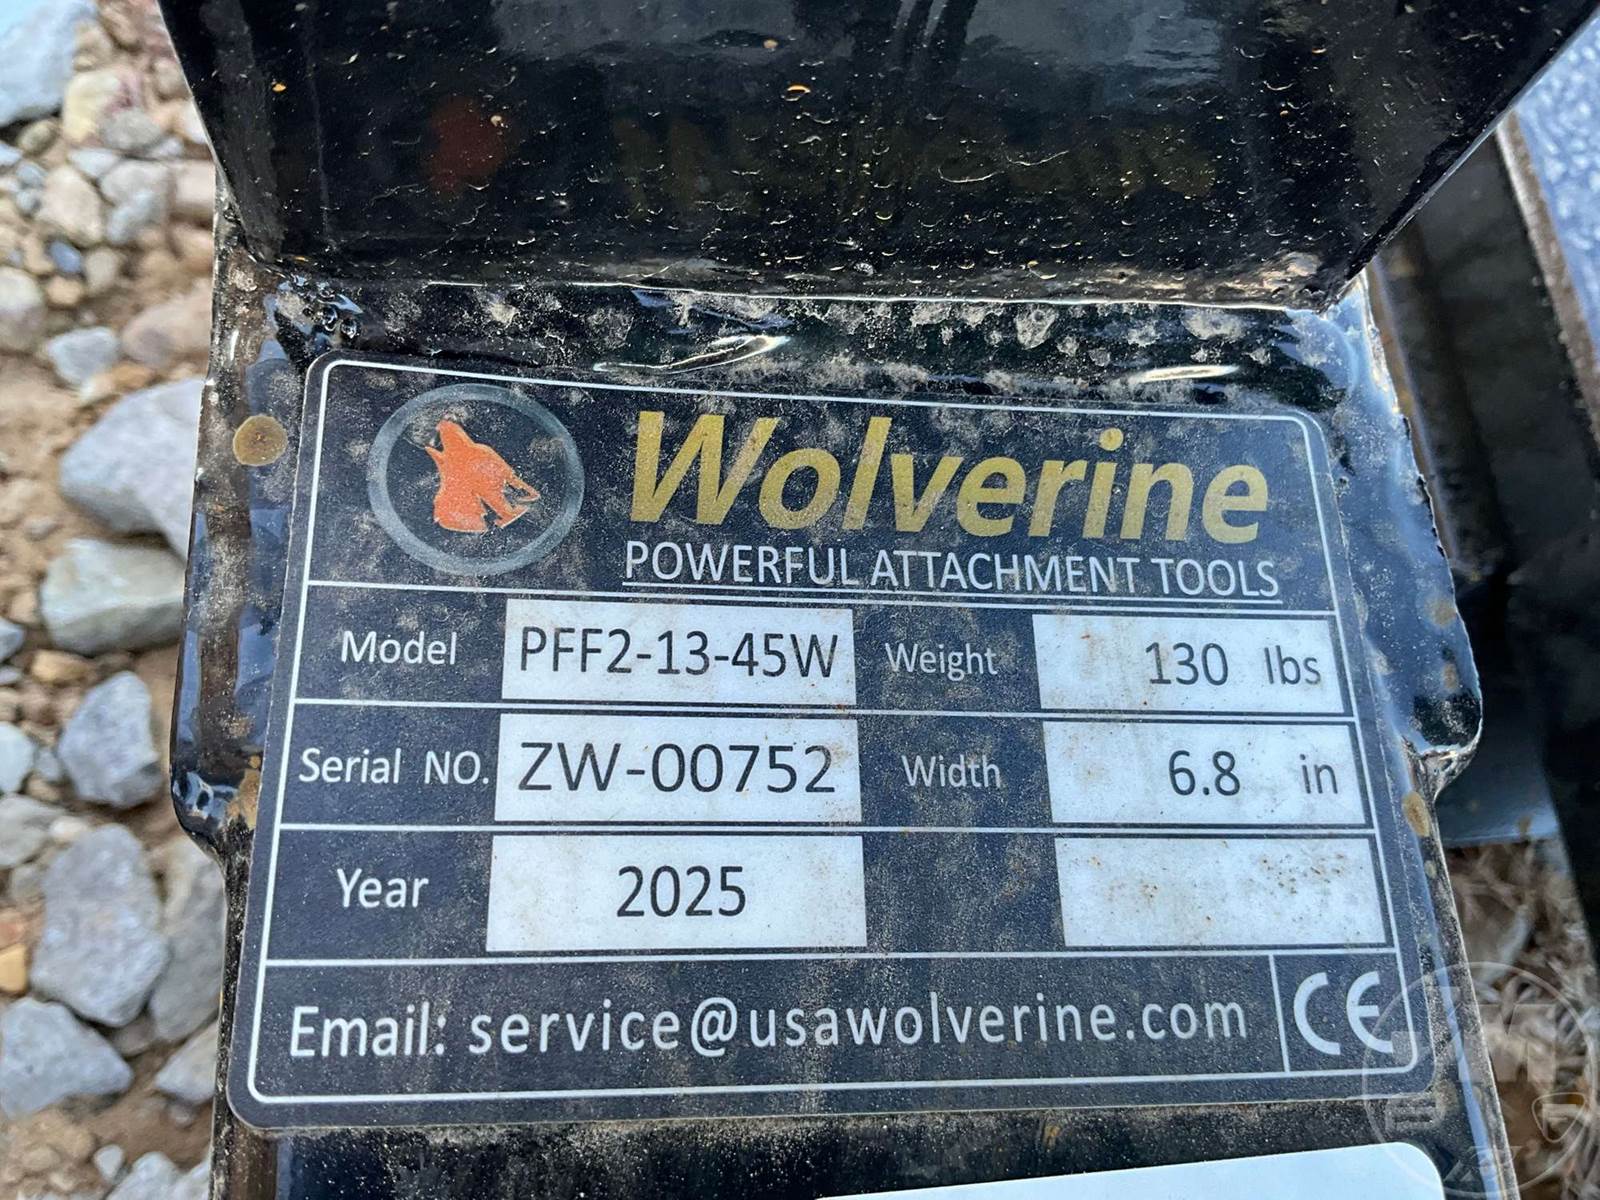 Wolverine
POWERFUL ATTACHMENT TOOLS
Model PFF2-13-45W Weight 130 lbs
Serial NO. ZW-00752 Width 6.8 in
Year 2025
Email: service@usawolverine.com CE